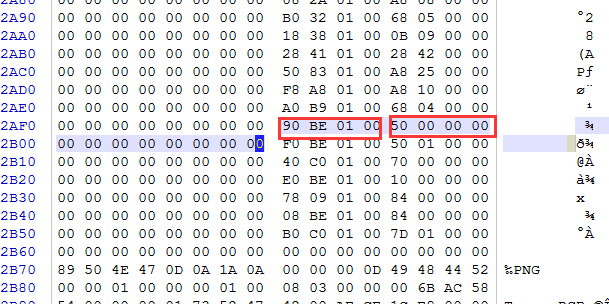 2A90 00 00 00 00 00 00 00 00 B0 32 01 00 68 05 00 00 °2
2AA0 00 00 00 00 00 00 00 00 18 38 01 00 0B 09 00 00 8
2AB0 00 00 00 00 00 00 00 00 28 41 01 00 28 42 00 00 (A
2AC0 00 00 00 00 00 00 00 00 50 83 01 00 A8 25 00 00 Pƒ
2AD0 00 00 00 00 00 00 00 00 F8 A8 01 00 A8 10 00 00 ø¨
2AE0 00 00 00 00 00 00 00 00 A0 B9 01 00 68 04 00 00 ¹
2AF0 00 00 00 00 00 00 00 00 90 BE 01 00 50 00 00 00 ¾
2B00 00 00 00 00 00 00 00 00 F0 BE 01 00 50 01 00 00 ð¾
2B10 00 00 00 00 00 00 00 00 40 C0 01 00 70 00 00 00 @À
2B20 00 00 00 00 00 00 00 00 E0 BE 01 00 10 00 00 00 à¾
2B30 00 00 00 00 00 00 00 00 78 09 01 00 84 00 00 00 x
2B40 00 00 00 00 00 00 00 00 08 BE 01 00 84 00 00 00 ¾
2B50 00 00 00 00 00 00 00 00 B0 C0 01 00 7D 01 00 00 °À
2B60 00 00 00 00 00 00 00 00 00 00 00 00 00 00 00 00
2B70 89 50 4E 47 0D 0A 1A 0A 00 00 00 0D 49 48 44 52 ‰PNG
2B80 00 00 01 00 00 00 01 00 08 03 00 00 00 6B AC 58